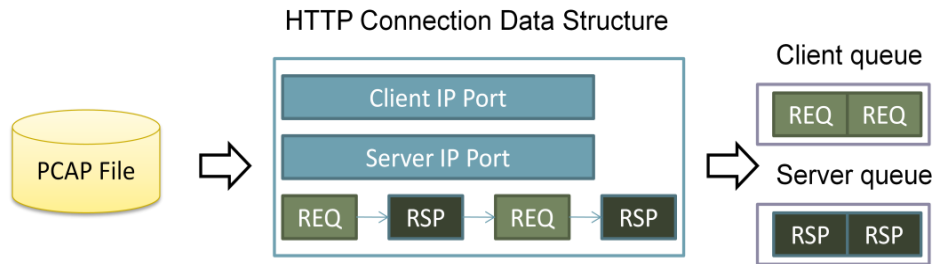 HTTP Connection Data Structure
PCAP File
Client IP Port
Server IP Port
REQ RSP REQ RSP
Client queue
REQ REQ
Server queue
RSP RSP